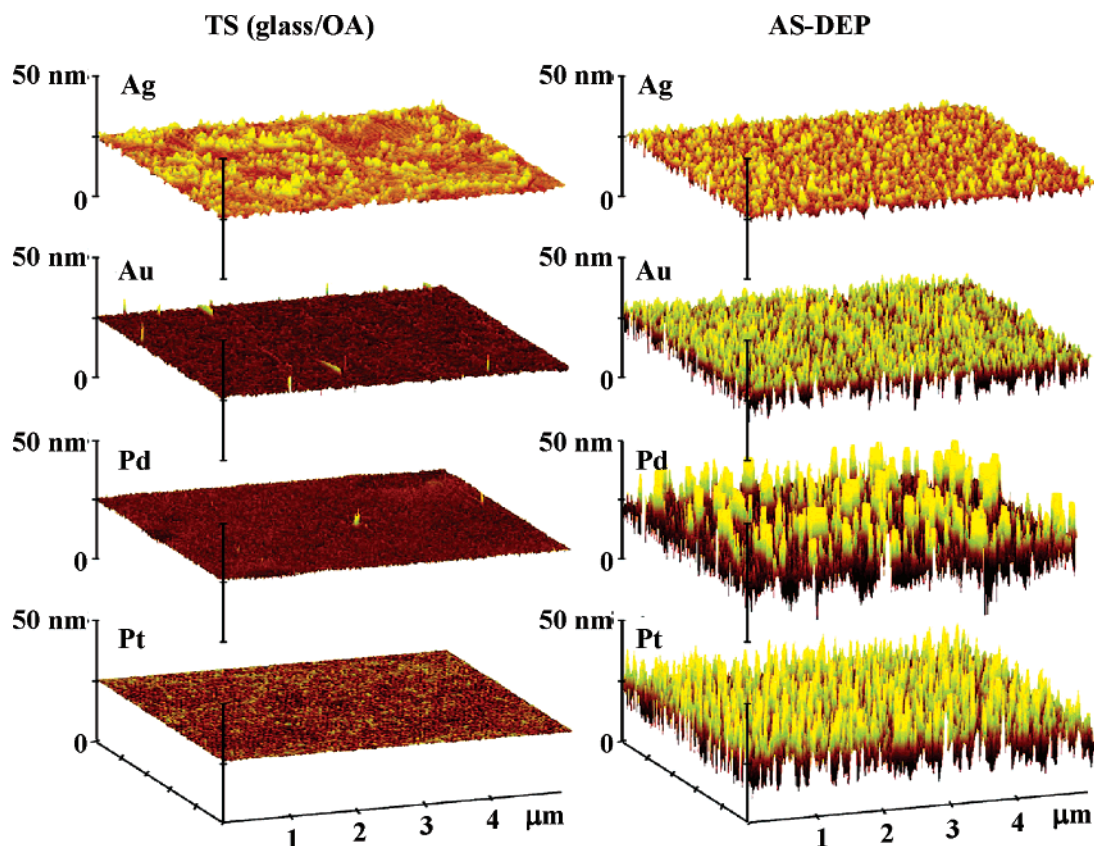 TS (glass/OA) AS-DEP
50 nm Ag 50 nm Ag
0 0
50 nm Au 50 nm Au
0 0
50 nm Pd 50 nm Pd
0 0
50 nm Pt 50 nm Pt
0 0
1 2 3 4 μm 1 2 3 4 μm